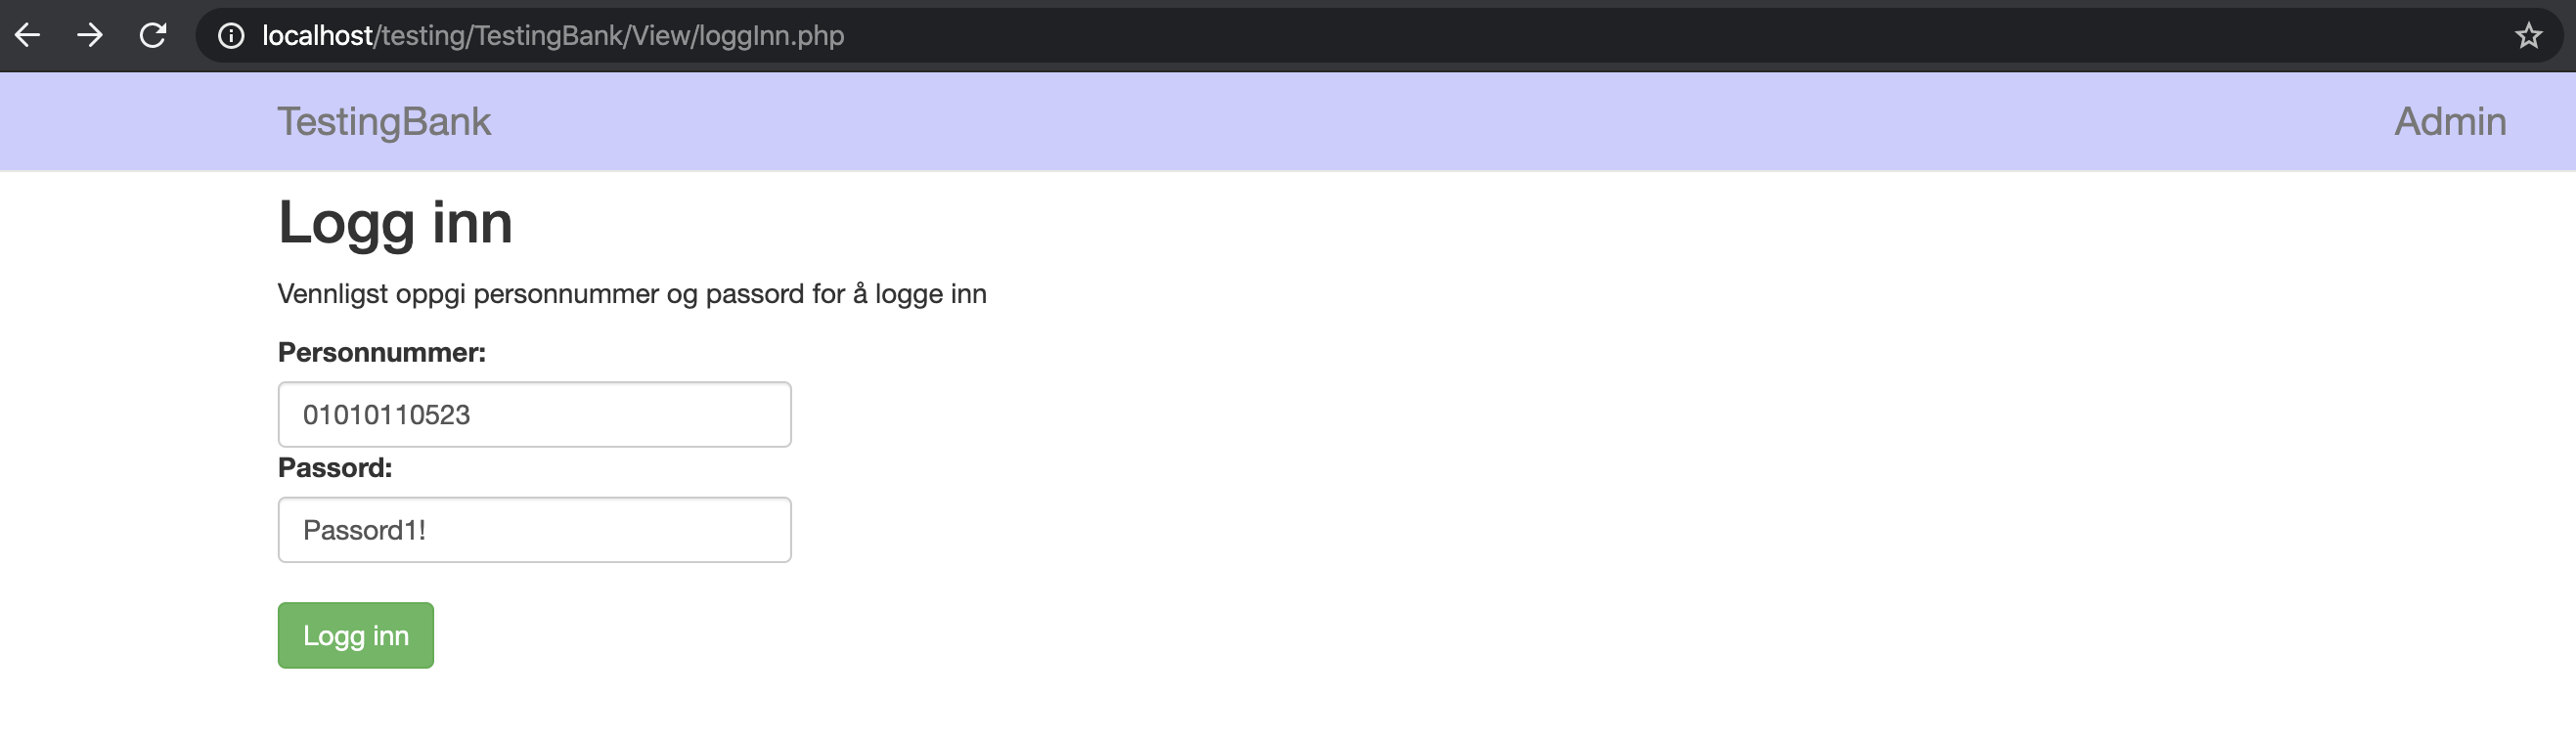 localhost/testing/TestingBank/View/loggInn.php
TestingBank Admin
Logg inn
Vennligst oppgi personnummer og passord for å logge inn
Personnummer:
01010110523
Passord:
Passord1!
Logg inn